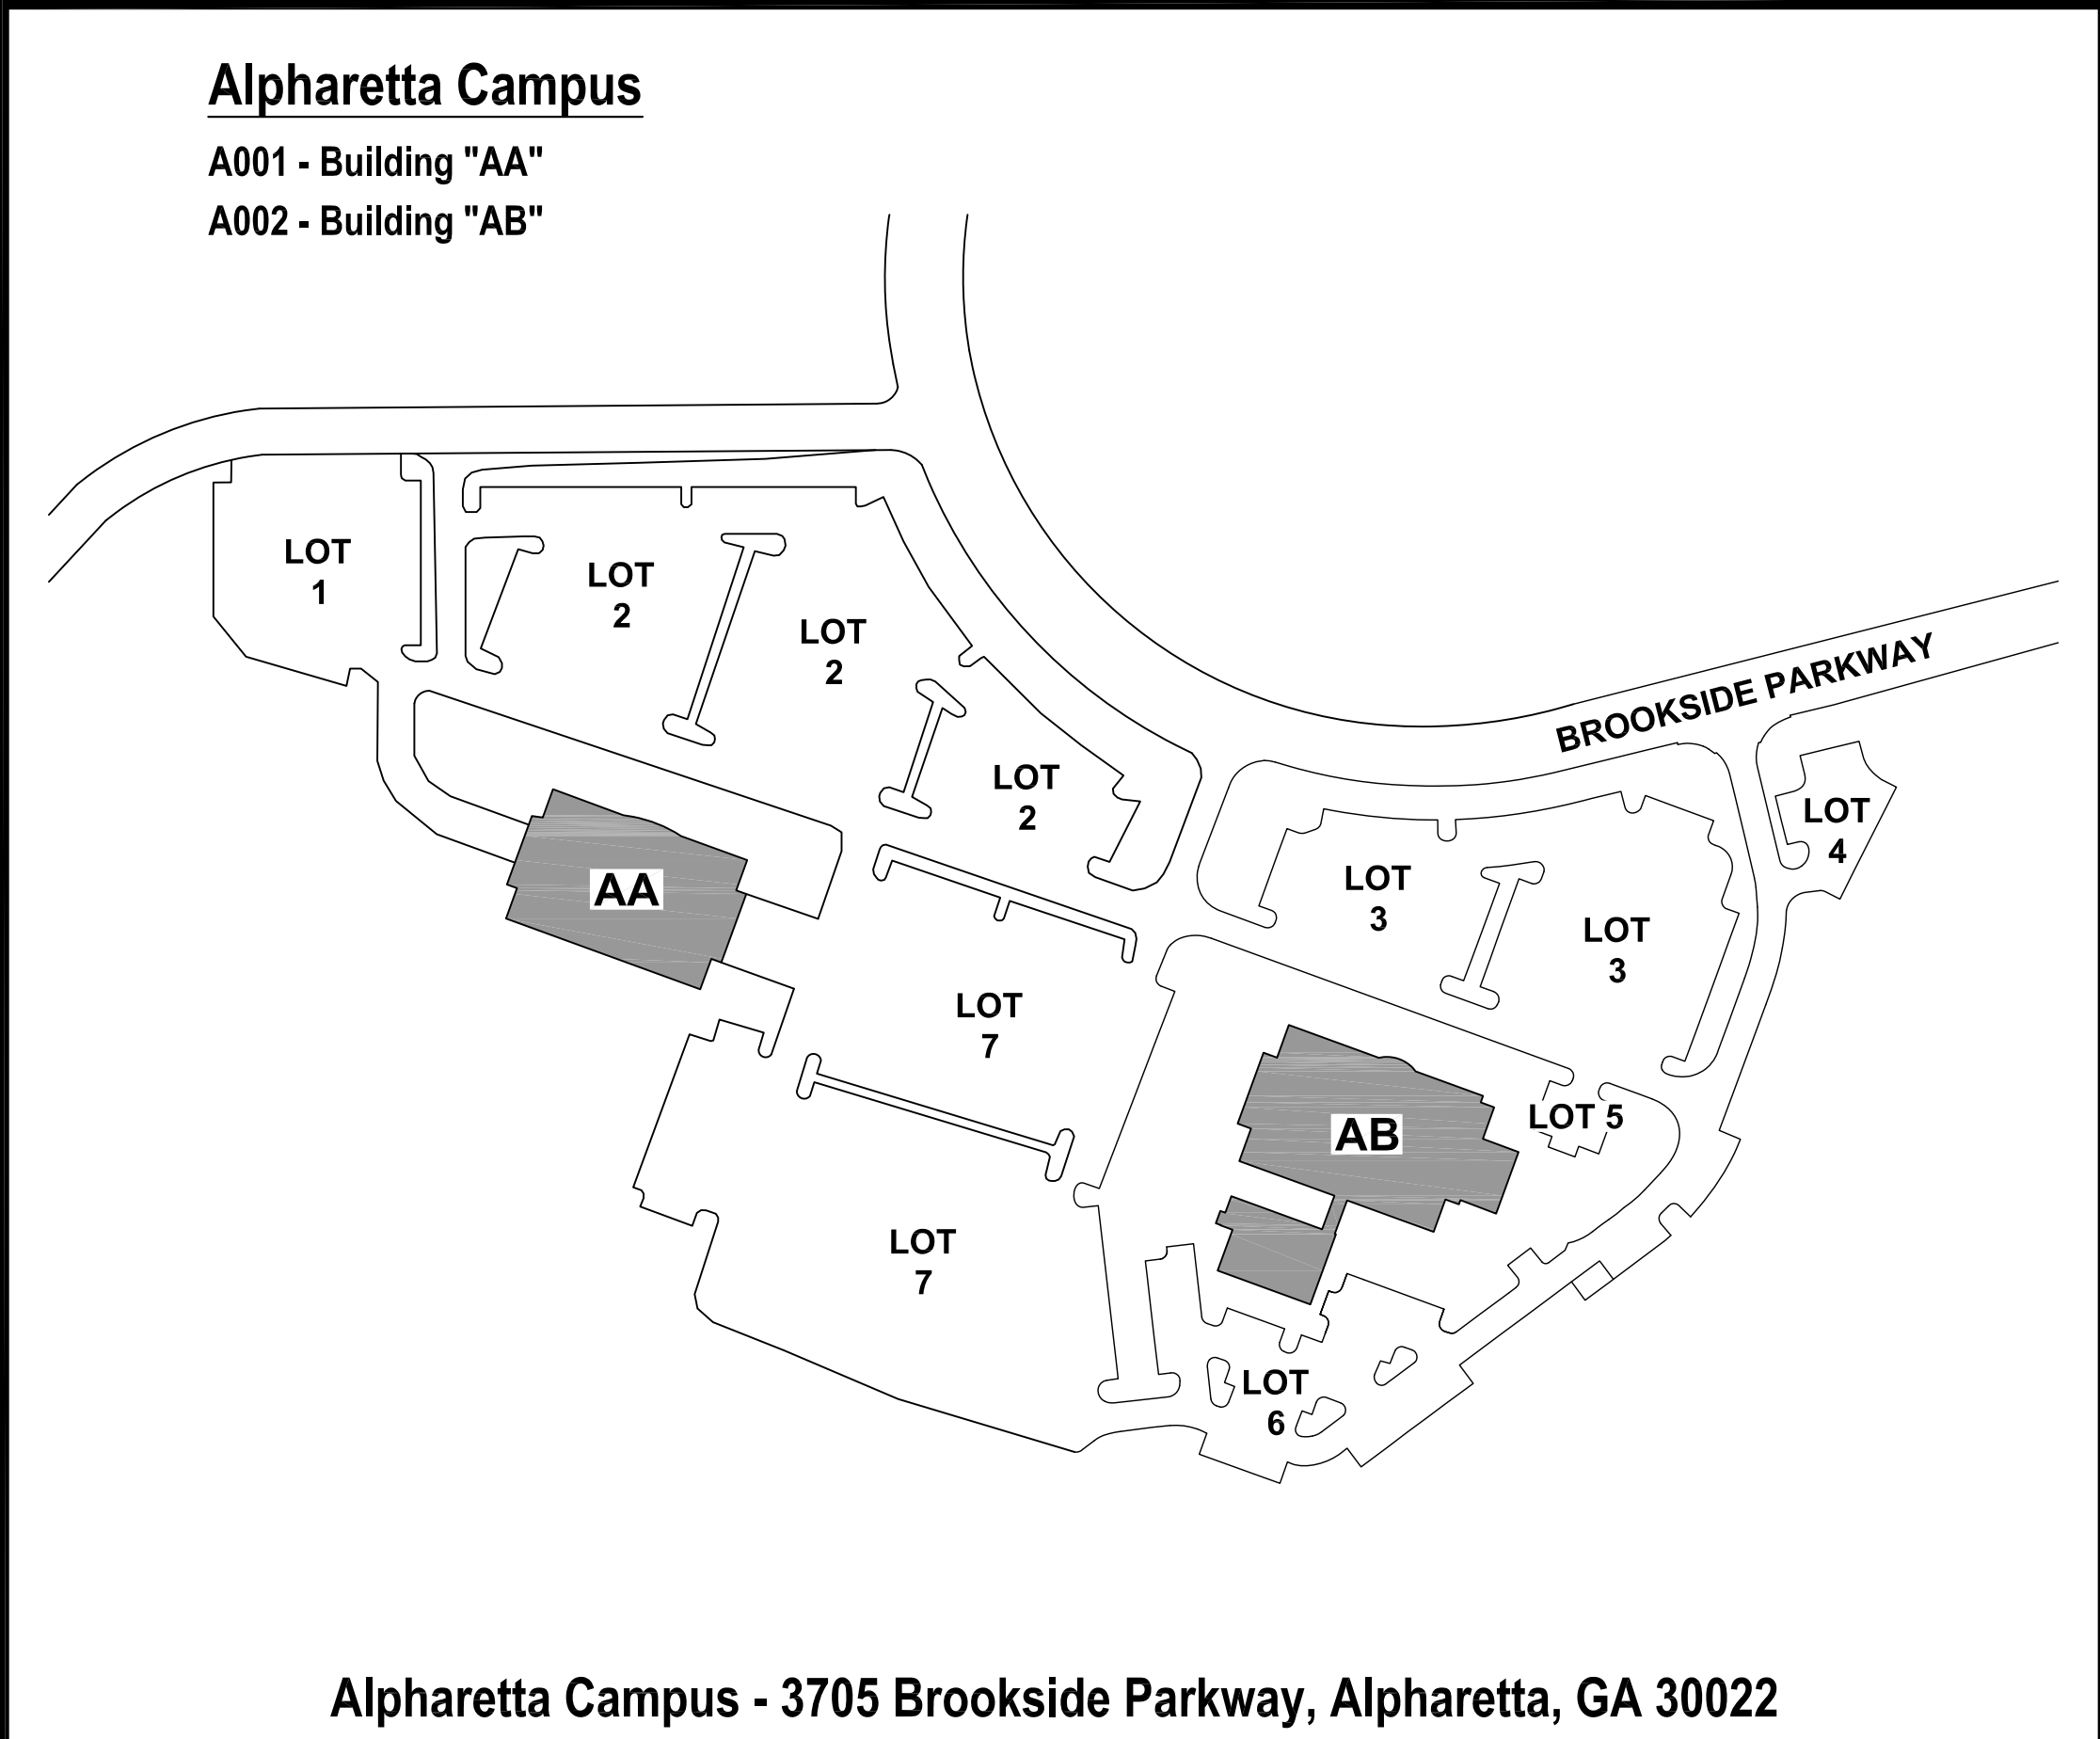 Alpharetta Campus
A001 - Building "AA"
A002 - Building "AB"
LOT
1
LOT
2
LOT
2
LOT
2
BROOKSIDE PARKWAY
LOT
4
LOT
3
LOT
3
AA
LOT
7
LOT 5
AB
LOT
7
LOT
6
Alpharetta Campus - 3705 Brookside Parkway, Alpharetta, GA 30022